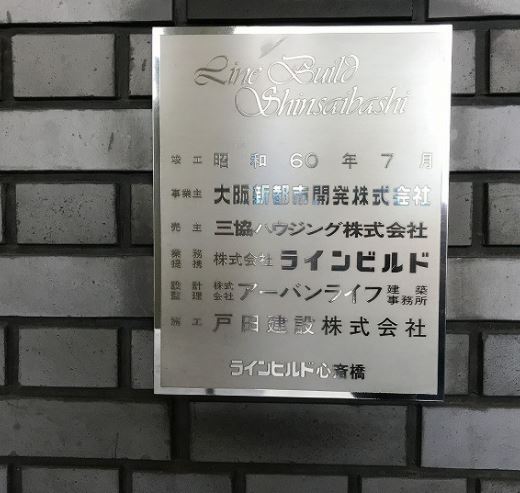 Line Build
Shinsaibashi
竣工 昭和60年7月
事業主 大阪新都市開発株式会社
売主 三協ハウジング株式会社
業務提携 株式会社 ラインビルド
設計監理 株式会社 アーバンライフ 建築事務所
施工 戸田建設株式会社
ラインビルド心斎橋